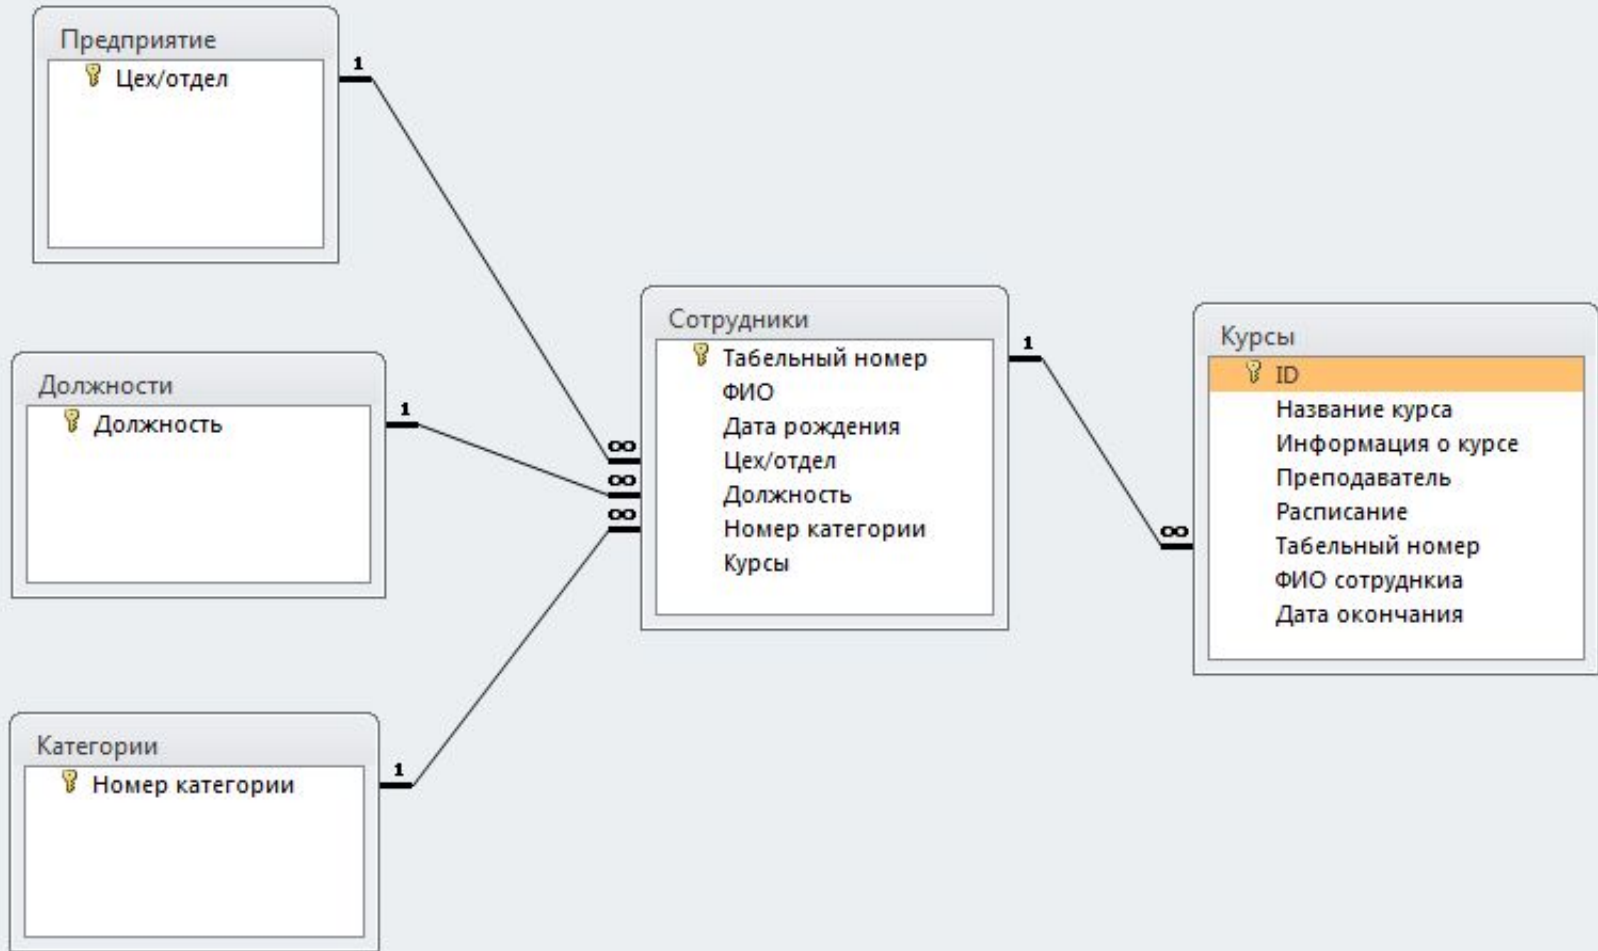 Предприятие
Цех/отдел
1
Должности
Должность
1
Категории
Номер категории
1
∞
∞
∞
Сотрудники
Табельный номер
ФИО
Дата рождения
Цех/отдел
Должность
Номер категории
Курсы
1
∞
Курсы
ID
Название курса
Информация о курсе
Преподаватель
Расписание
Табельный номер
ФИО сотруднкиа
Дата окончания